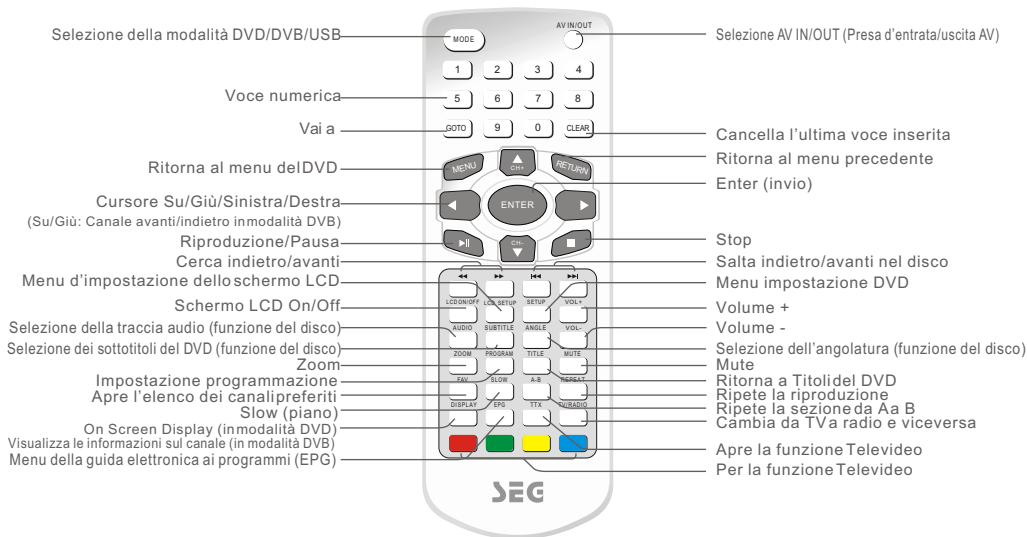 Selezione della modalità DVD/DVB/USB
Voce numerica
Vai a
Ritorna al menu del DVD
Cursore Su/Giù/Sinistra/Destra
(Su/Giù: Canale avanti/indietro in modalità DVB)
Riproduzione/Pausa
Cerca indietro/avanti
Menu d'impostazione dello schermo LCD
Schermo LCD On/Off
Selezione della traccia audio (funzione del disco)
Selezione dei sottotitoli del DVD (funzione del disco)
Zoom
Impostazione programmazione
Apre l'elenco dei canali preferiti
Slow (piano)
On Screen Display (in modalità DVD)
Visualizza le informazioni sul canale (in modalità DVB)
Menu della guida elettronica ai programmi (EPG)
MODE
AV IN/OUT
1 2 3 4
5 6 7 8
GOTO 9 0 CLEAR
MENU CH+ RETURN
ENTER
CH-
LCD ON/OFF LCD SETUP SETUP VOL+
AUDIO SUBTITLE ANGLE VOL-
ZOOM PROGRAM TITLE MUTE
FAV SLOW A-B REPEAT
DISPLAY EPG TTX TV/RADIO
SEG
Selezione AV IN/OUT (Presa d'entrata/uscita AV)
Cancella l'ultima voce inserita
Ritorna al menu precedente
Enter (invio)
Stop
Salta indietro/avanti nel disco
Menu impostazione DVD
Volume +
Volume -
Selezione dell'angolatura (funzione del disco)
Mute
Ritorna a Titoli del DVD
Ripete la riproduzione
Ripete la sezione da A a B
Cambia da TV a radio e viceversa
Apre la funzione Televideo
Per la funzione Televideo